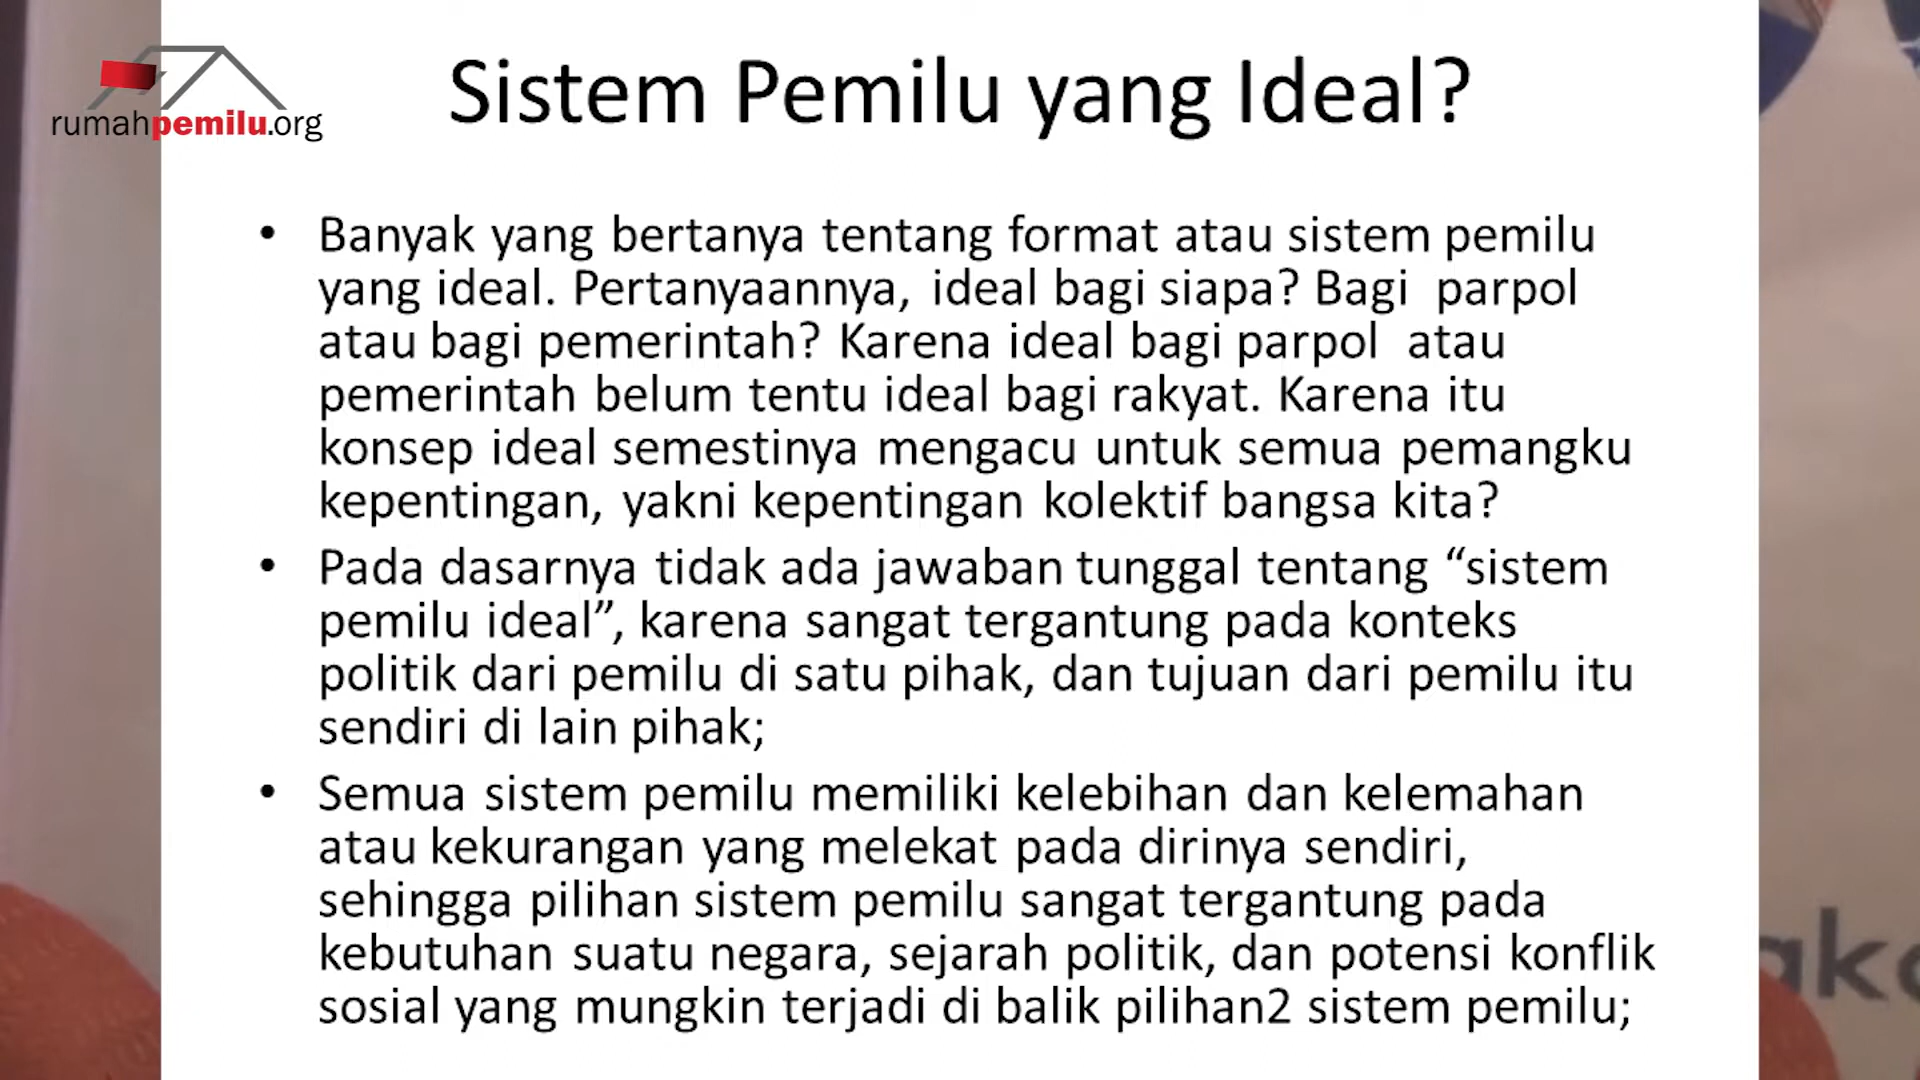 rumahpemilu.org
Sistem Pemilu yang Ideal?
• Banyak yang bertanya tentang format atau sistem pemilu
yang ideal. Pertanyaannya, ideal bagi siapa? Bagi parpol
atau bagi pemerintah? Karena ideal bagi parpol atau
pemerintah belum tentu ideal bagi rakyat. Karena itu
konsep ideal semestinya mengacu untuk semua pemangku
kepentingan, yakni kepentingan kolektif bangsa kita?
• Pada dasarnya tidak ada jawaban tunggal tentang “sistem
pemilu ideal”, karena sangat tergantung pada konteks
politik dari pemilu di satu pihak, dan tujuan dari pemilu itu
sendiri di lain pihak;
• Semua sistem pemilu memiliki kelebihan dan kelemahan
atau kekurangan yang melekat pada dirinya sendiri,
sehingga pilihan sistem pemilu sangat tergantung pada
kebutuhan suatu negara, sejarah politik, dan potensi konflik
sosial yang mungkin terjadi di balik pilihan2 sistem pemilu;